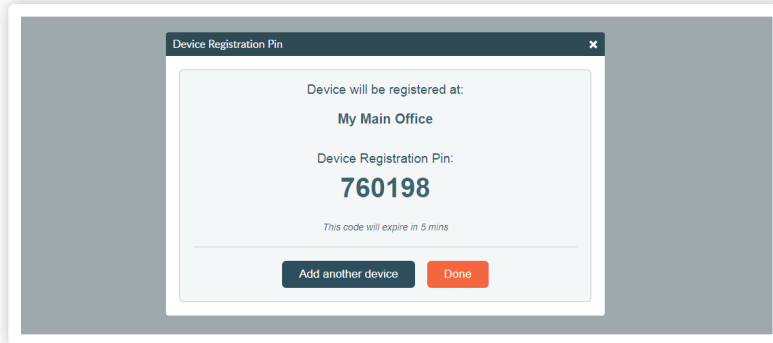 Device Registration Pin
Device will be registered at:
My Main Office
Device Registration Pin:
760198
This code will expire in 5 mins
Add another device Done